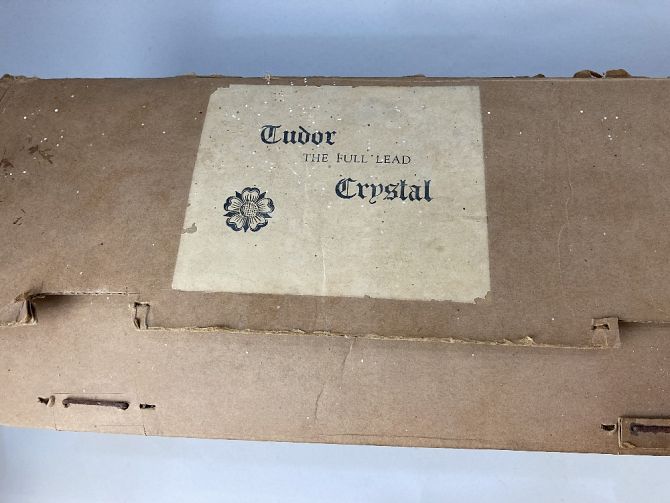 Tudor
THE FULL LEAD
Crystal